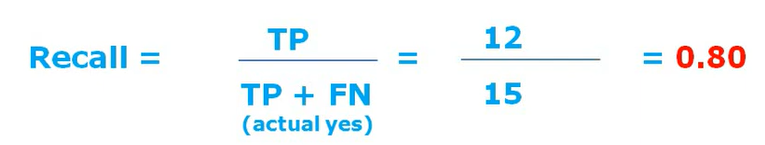 Recall = TP / TP + FN = 12 / 15 = 0.80
(actual yes)